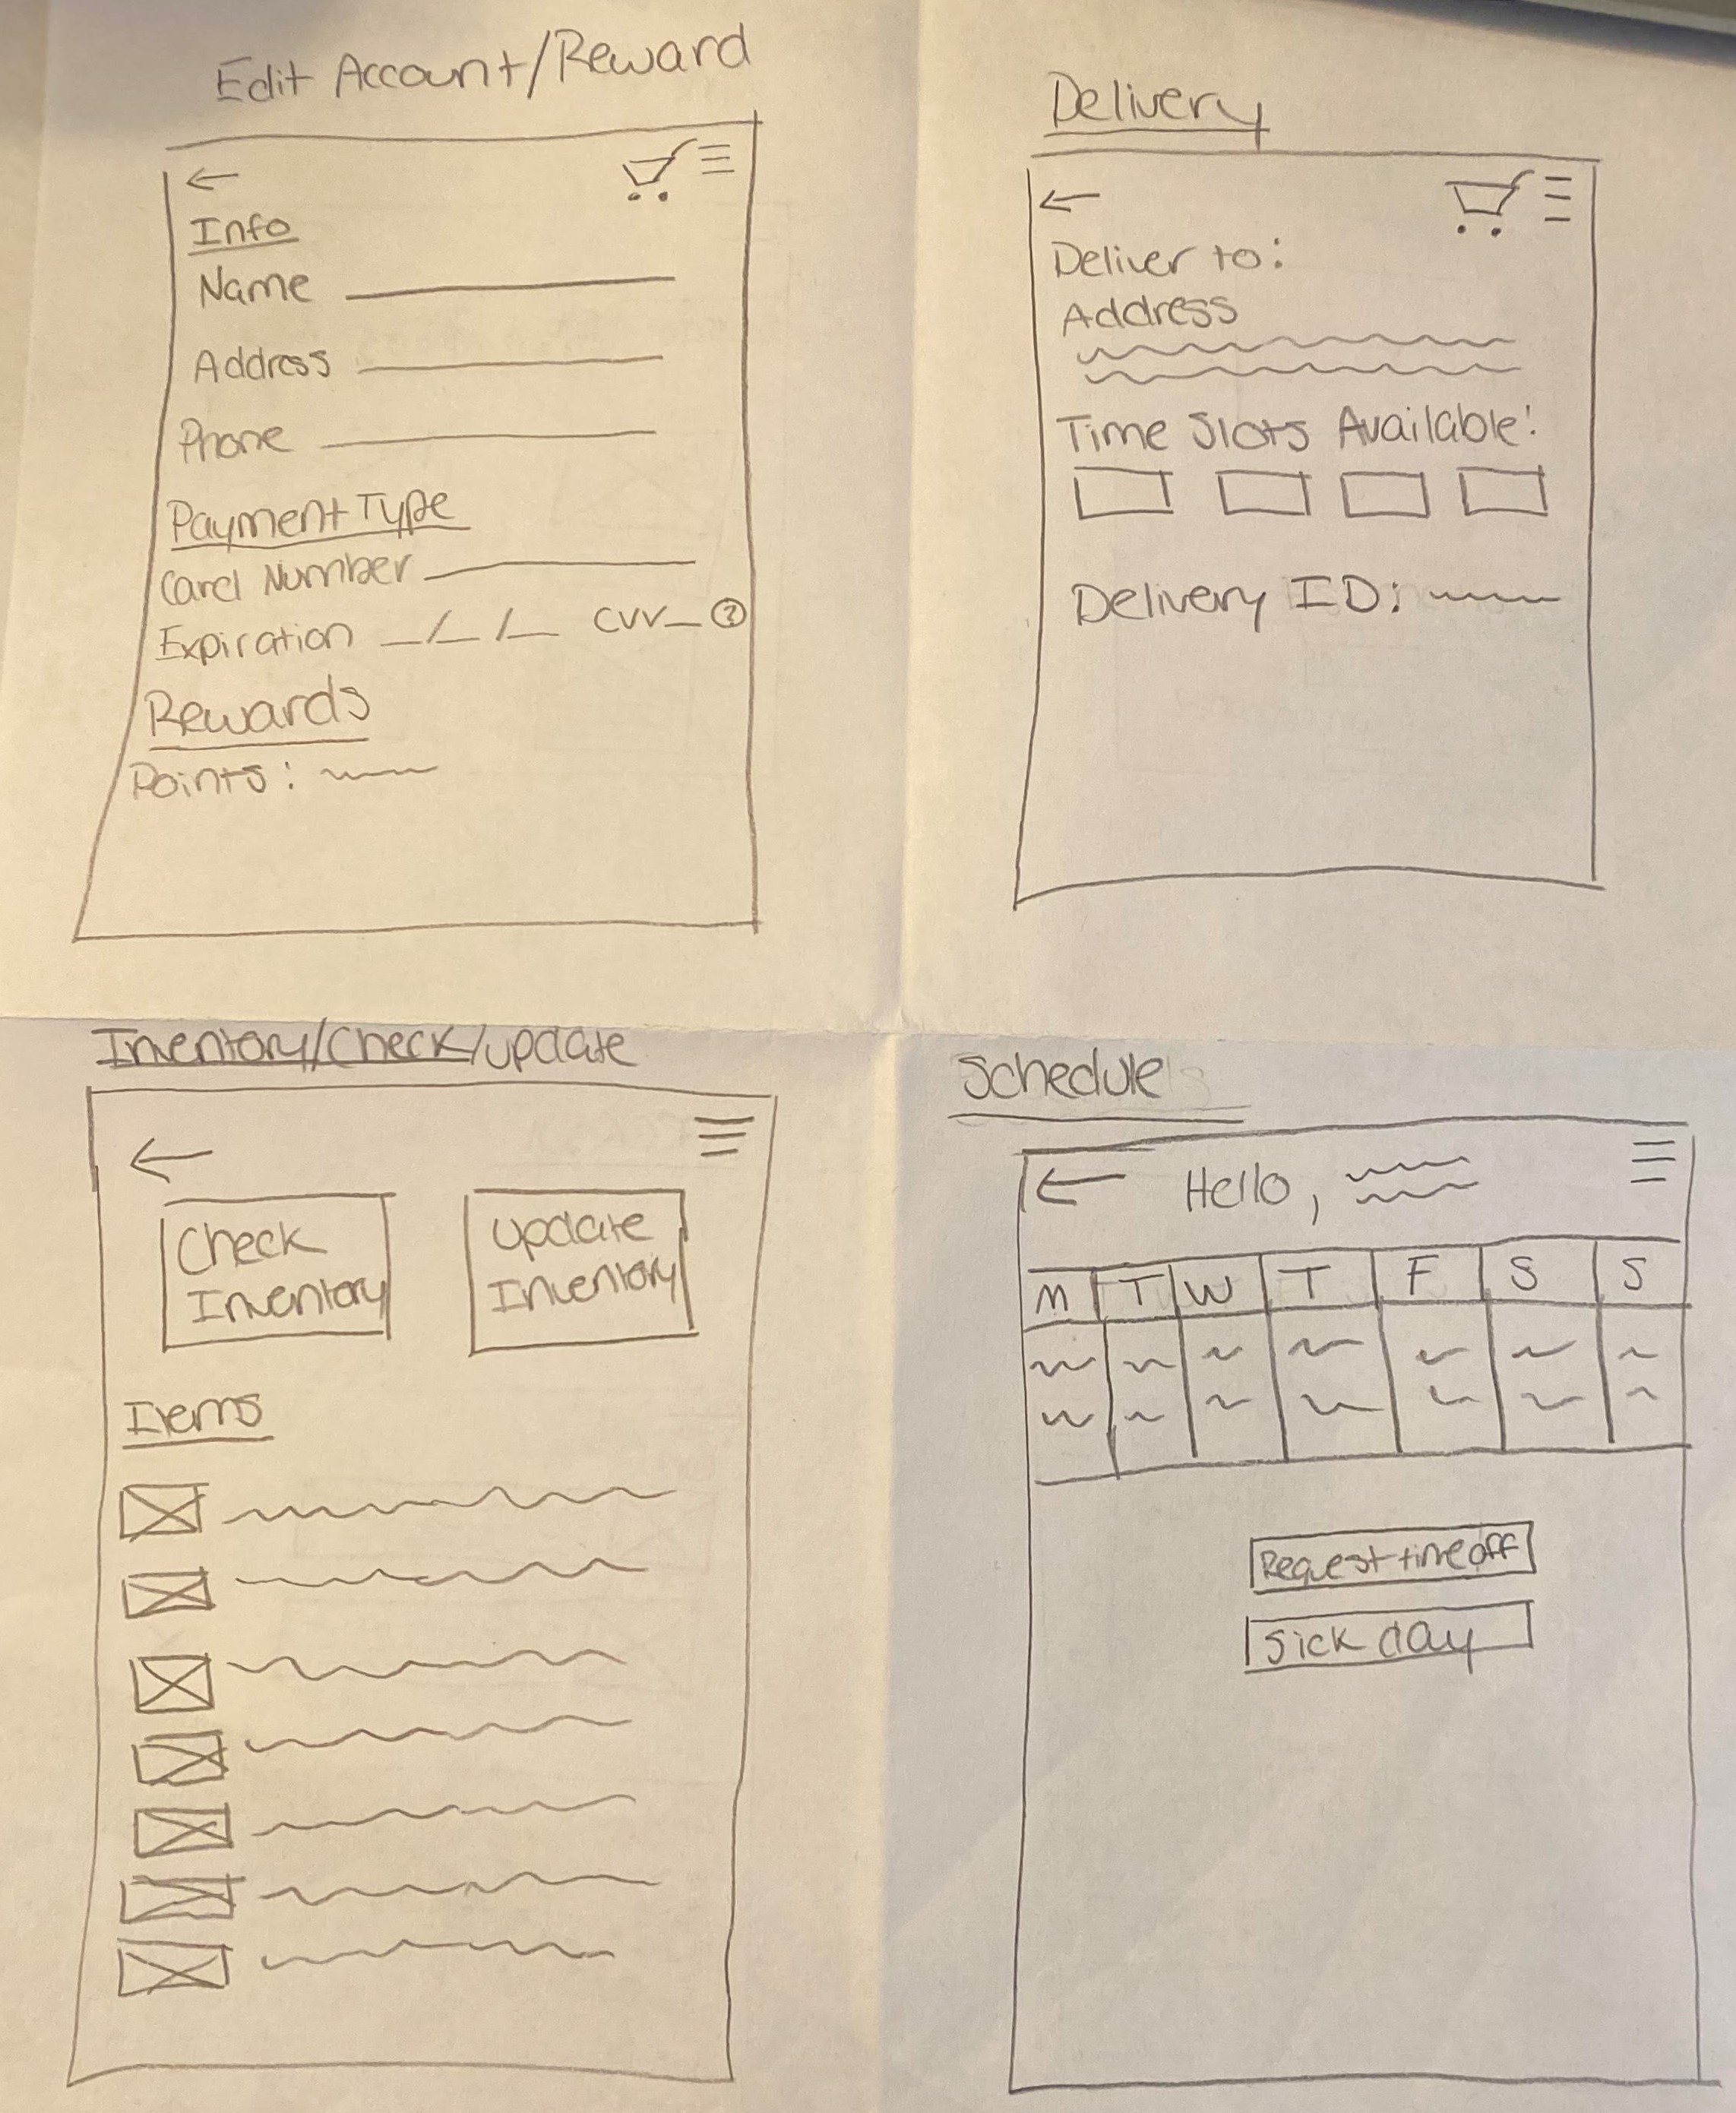 Edit Account/Reward
Info
Name
Address
Phone
Payment Type
Card Number
Expiration _/_/_ CVV_ ?
Rewards
Points:
Delivery
Deliver to:
Address
Time Slots Available:
Delivery ID:
Inventory/Check/update
Check
Inventory
Update
Inventory
Items
Schedule
Hello,
M T W T F S S
Request time off
Sick day